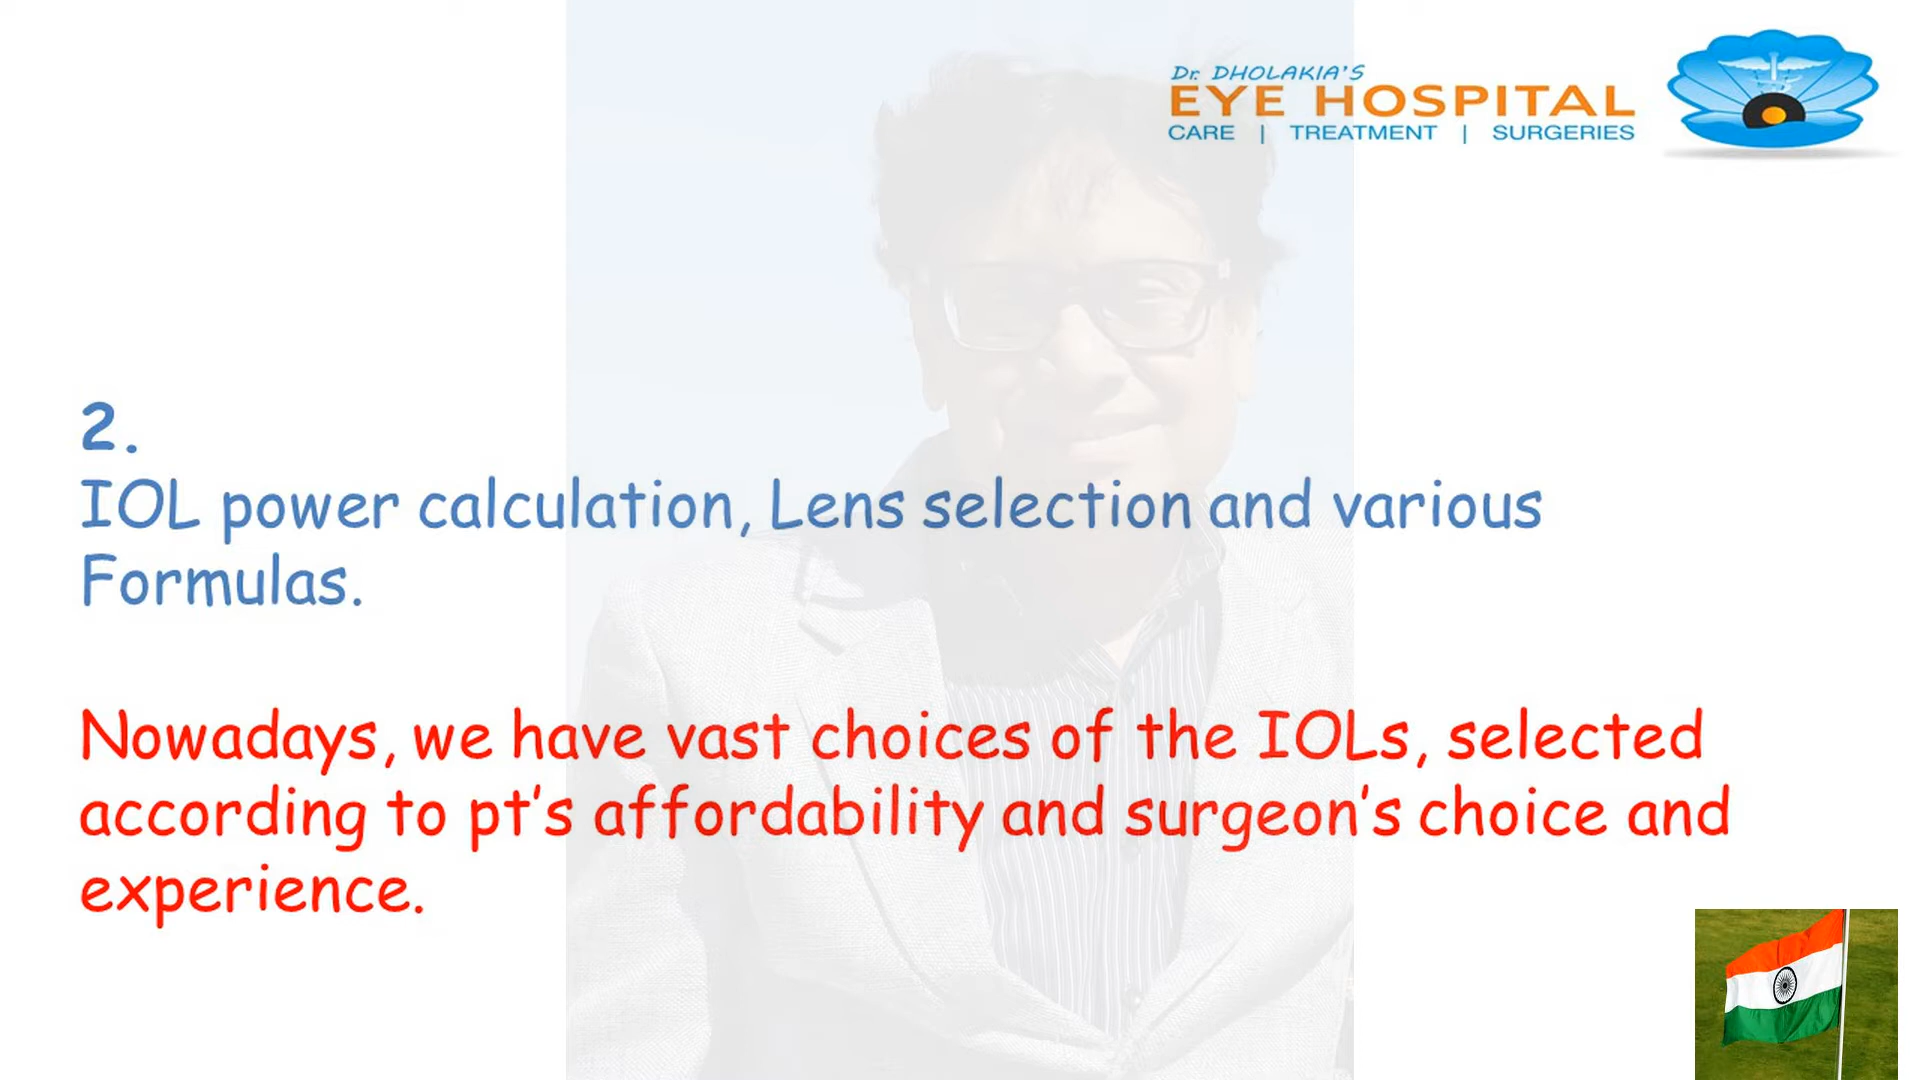 Dr. DHOLAKIA'S
EYE HOSPITAL
CARE | TREATMENT | SURGERIES
2.
IOL power calculation, Lens selection and various
Formulas.
Nowadays, we have vast choices of the IOLs, selected
according to pt's affordability and surgeon's choice and
experience.